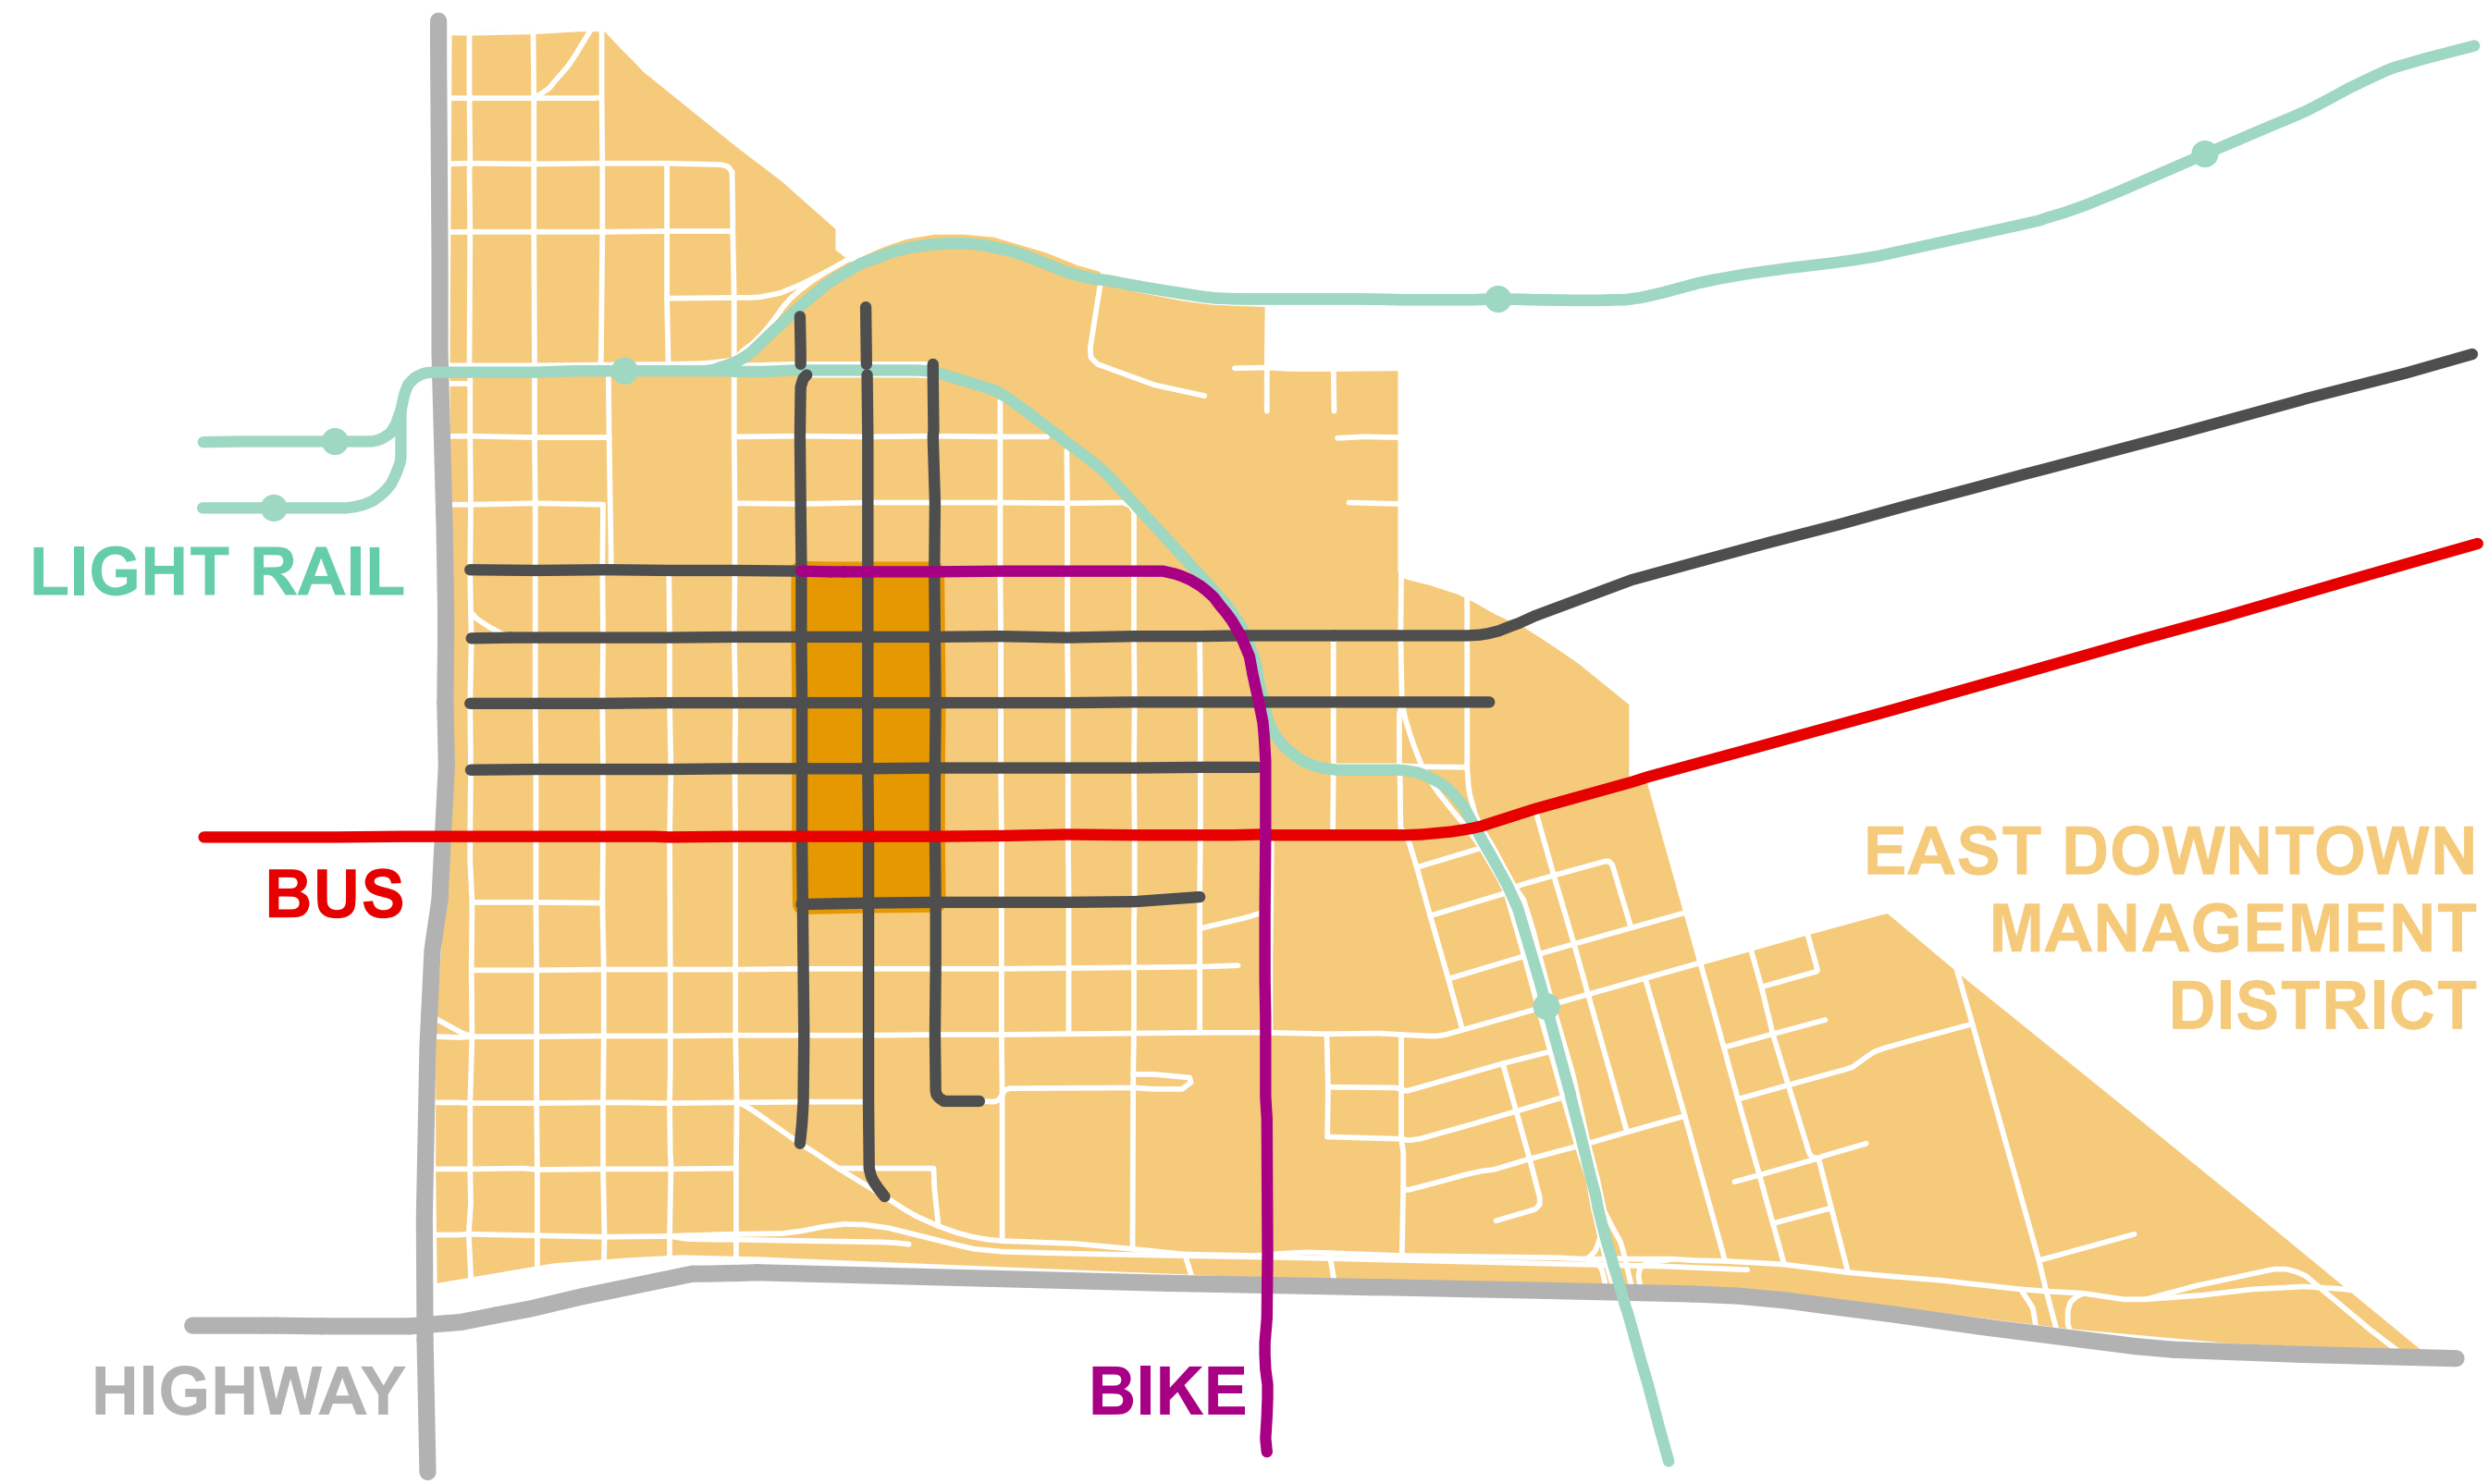 LIGHT RAIL
BUS
EAST DOWNTOWN
MANAGEMENT
DISTRICT
HIGHWAY
BIKE